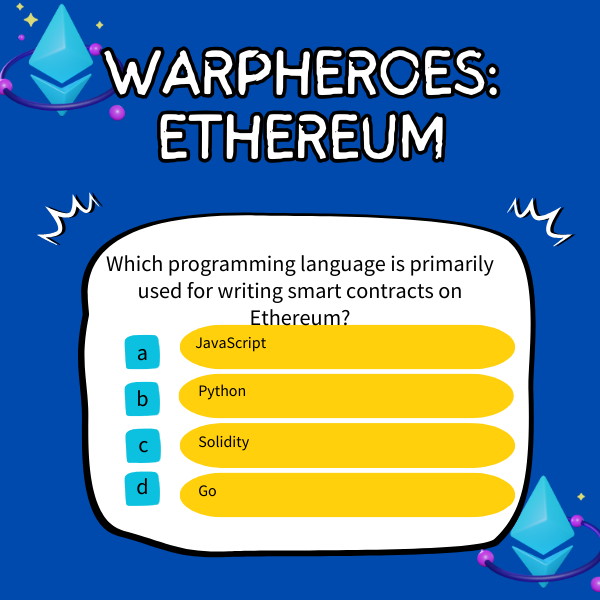 WARPHEROES:
ETHEREUM
Which programming language is primarily
used for writing smart contracts on
Ethereum?
a JavaScript
b Python
c Solidity
d Go